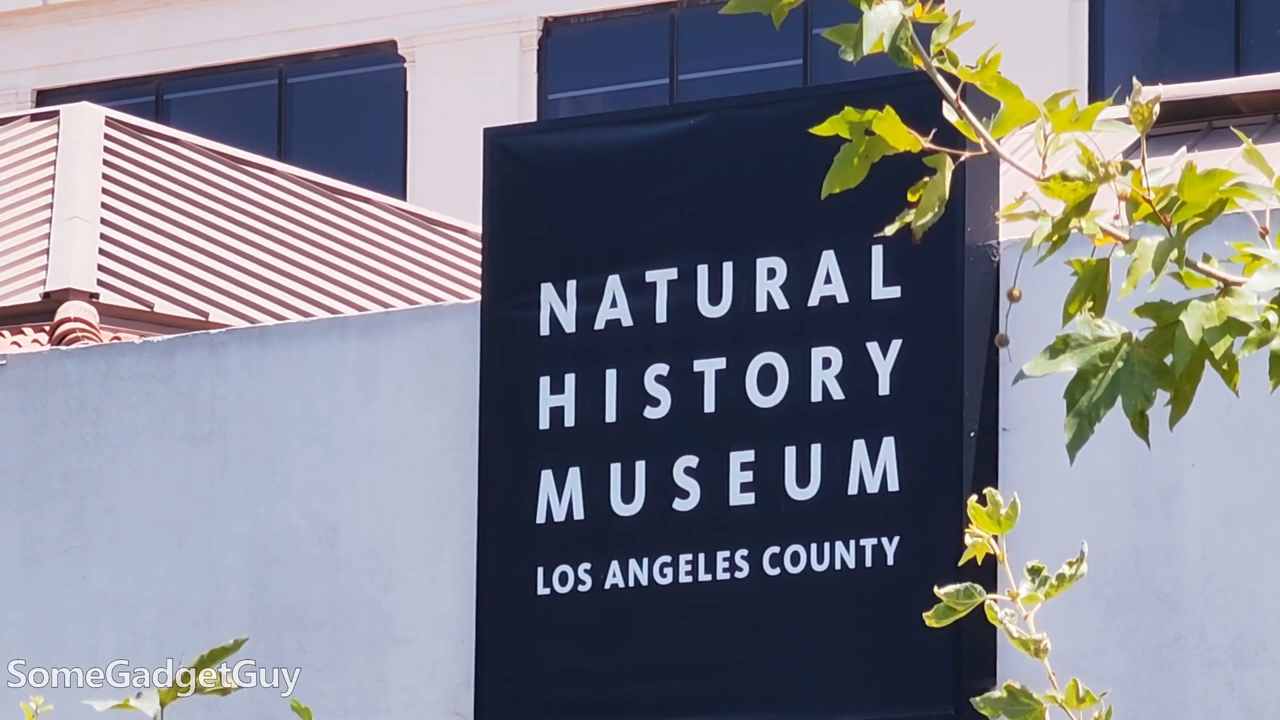 NATURAL
HISTORY
MUSEUM
LOS ANGELES COUNTY
SomeGadgetGuy